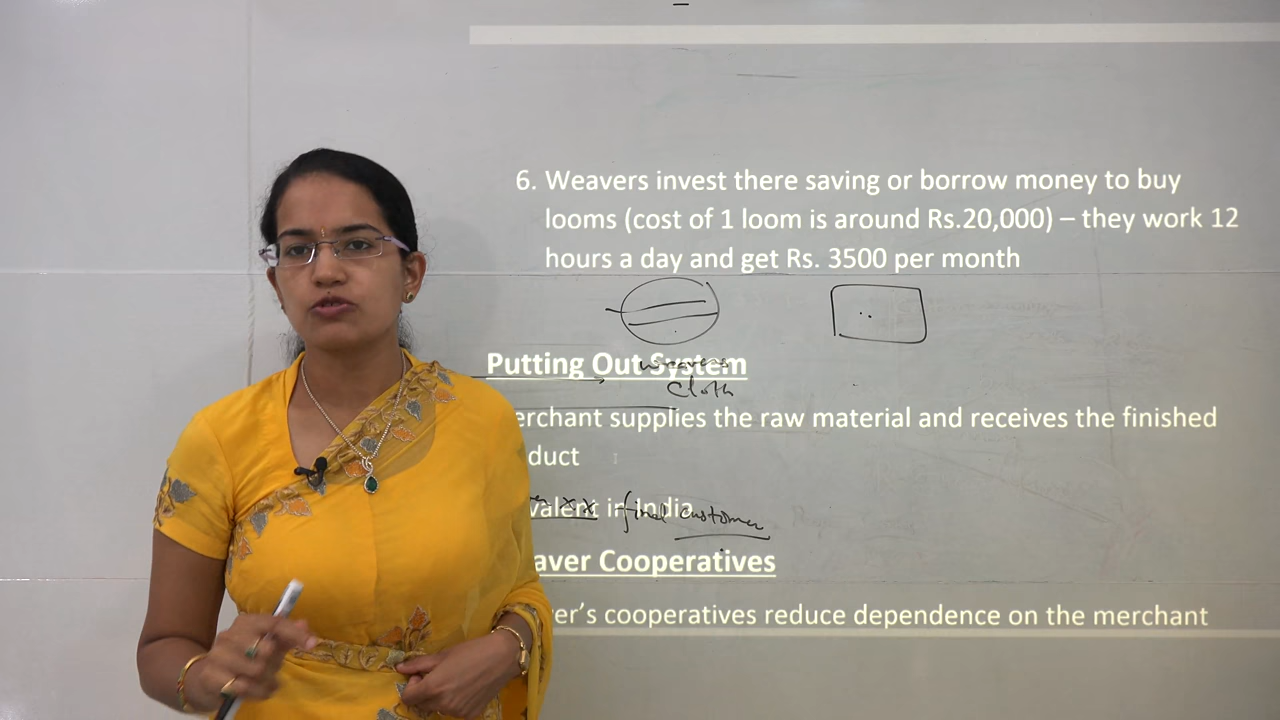 6. Weavers invest there saving or borrow money to buy
looms (cost of 1 loom is around Rs.20,000) – they work 12
hours a day and get Rs. 3500 per month
Putting Out System
weavers
cloth
erchant supplies the raw material and receives the finished
duct
valent in India
final customer
aver Cooperatives
er's cooperatives reduce dependence on the merchant